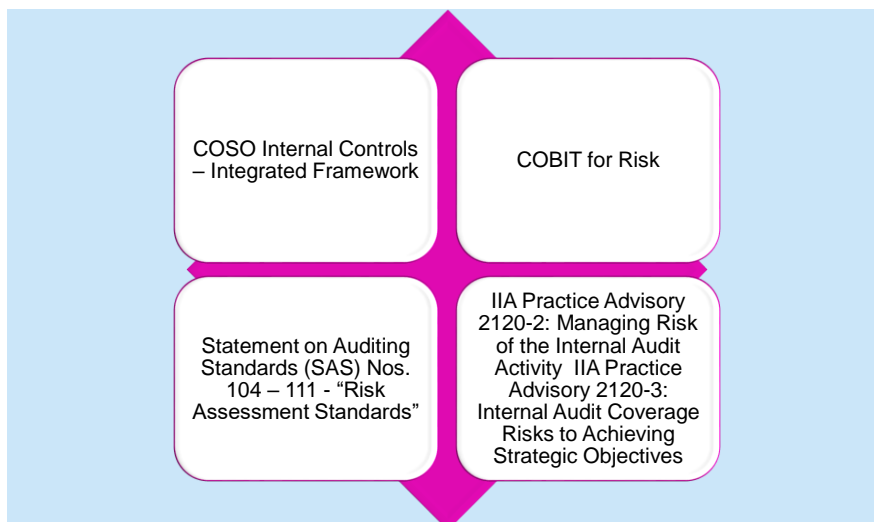 COSO Internal Controls
– Integrated Framework
COBIT for Risk
Statement on Auditing
Standards (SAS) Nos.
104 – 111 - “Risk
Assessment Standards”
IIA Practice Advisory
2120-2: Managing Risk
of the Internal Audit
Activity  IIA Practice
Advisory 2120-3:
Internal Audit Coverage
Risks to Achieving
Strategic Objectives